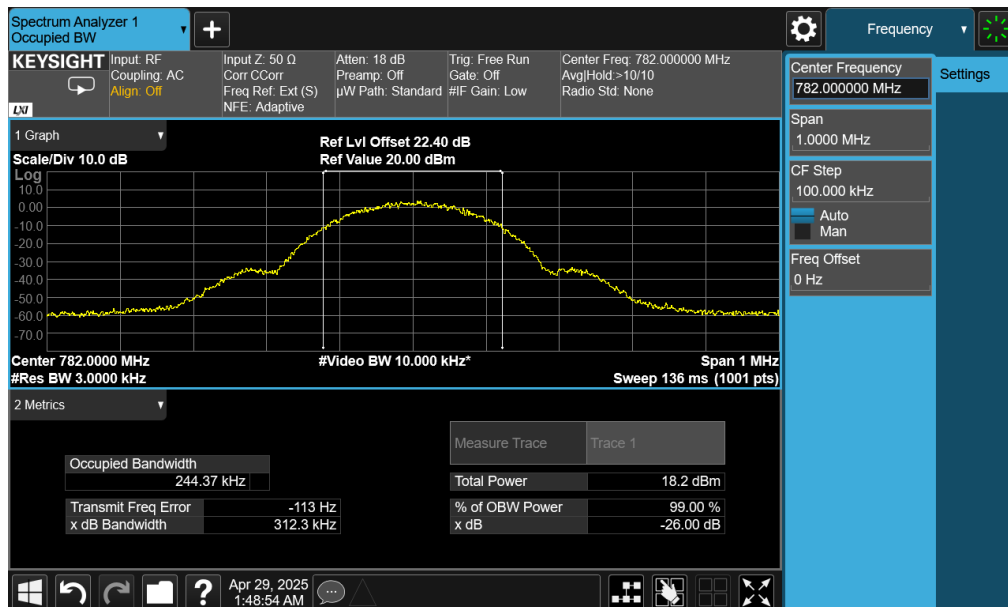 Spectrum Analyzer 1
Occupied BW
Frequency
KEYSIGHT
LXI
Input: RF
Coupling: AC
Align: Off
Input Z: 50 Ω
Corr CCorr
Freq Ref: Ext (S)
NFE: Adaptive
Atten: 18 dB
Preamp: Off
µW Path: Standard
Trig: Free Run
Gate: Off
#IF Gain: Low
Center Freq: 782.000000 MHz
Avg|Hold:>10/10
Radio Std: None
Center Frequency
782.000000 MHz
Settings
Span
1.0000 MHz
CF Step
100.000 kHz
Auto
Man
Freq Offset
0 Hz
1 Graph
Scale/Div 10.0 dB
Ref Lvl Offset 22.40 dB
Ref Value 20.00 dBm
Log
10.0
0.00
-10.0
-20.0
-30.0
-40.0
-50.0
-60.0
-70.0
Center 782.0000 MHz
#Video BW 10.000 kHz*
Span 1 MHz
#Res BW 3.0000 kHz
Sweep 136 ms (1001 pts)
2 Metrics
Measure Trace
Trace 1
Occupied Bandwidth
244.37 kHz
Total Power
18.2 dBm
Transmit Freq Error
-113 Hz
% of OBW Power
99.00 %
x dB Bandwidth
312.3 kHz
x dB
-26.00 dB
?
Apr 29, 2025
1:48:54 AM